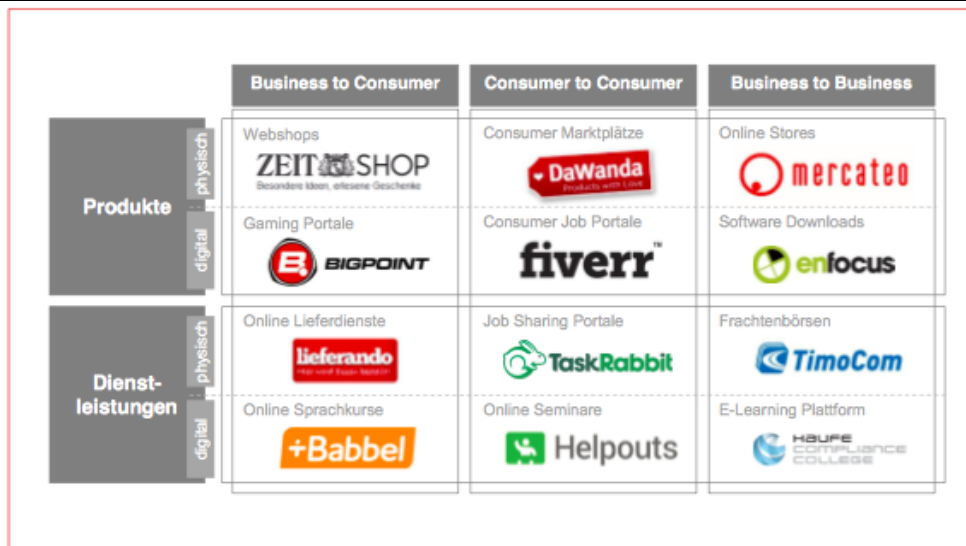 Business to Consumer
Consumer to Consumer
Business to Business
Produkte
physisch
Webshops
ZEIT SHOP
Besondere Ideen, erlesene Geschenke
Consumer Marktplätze
DaWanda
Products with Love
Online Stores
mercateo
digital
Gaming Portale
B.
BIGPOINT
Consumer Job Portale
fiverr™
Software Downloads
enfocus
Dienst-
leistungen
physisch
Online Lieferdienste
lieferando
Job Sharing Portale
TaskRabbit
Frachtenbörsen
TimoCom
digital
Online Sprachkurse
+Babbel
Online Seminare
Helpouts
E-Learning Plattform
HAUFE
COMPLIANCE
COLLEGE